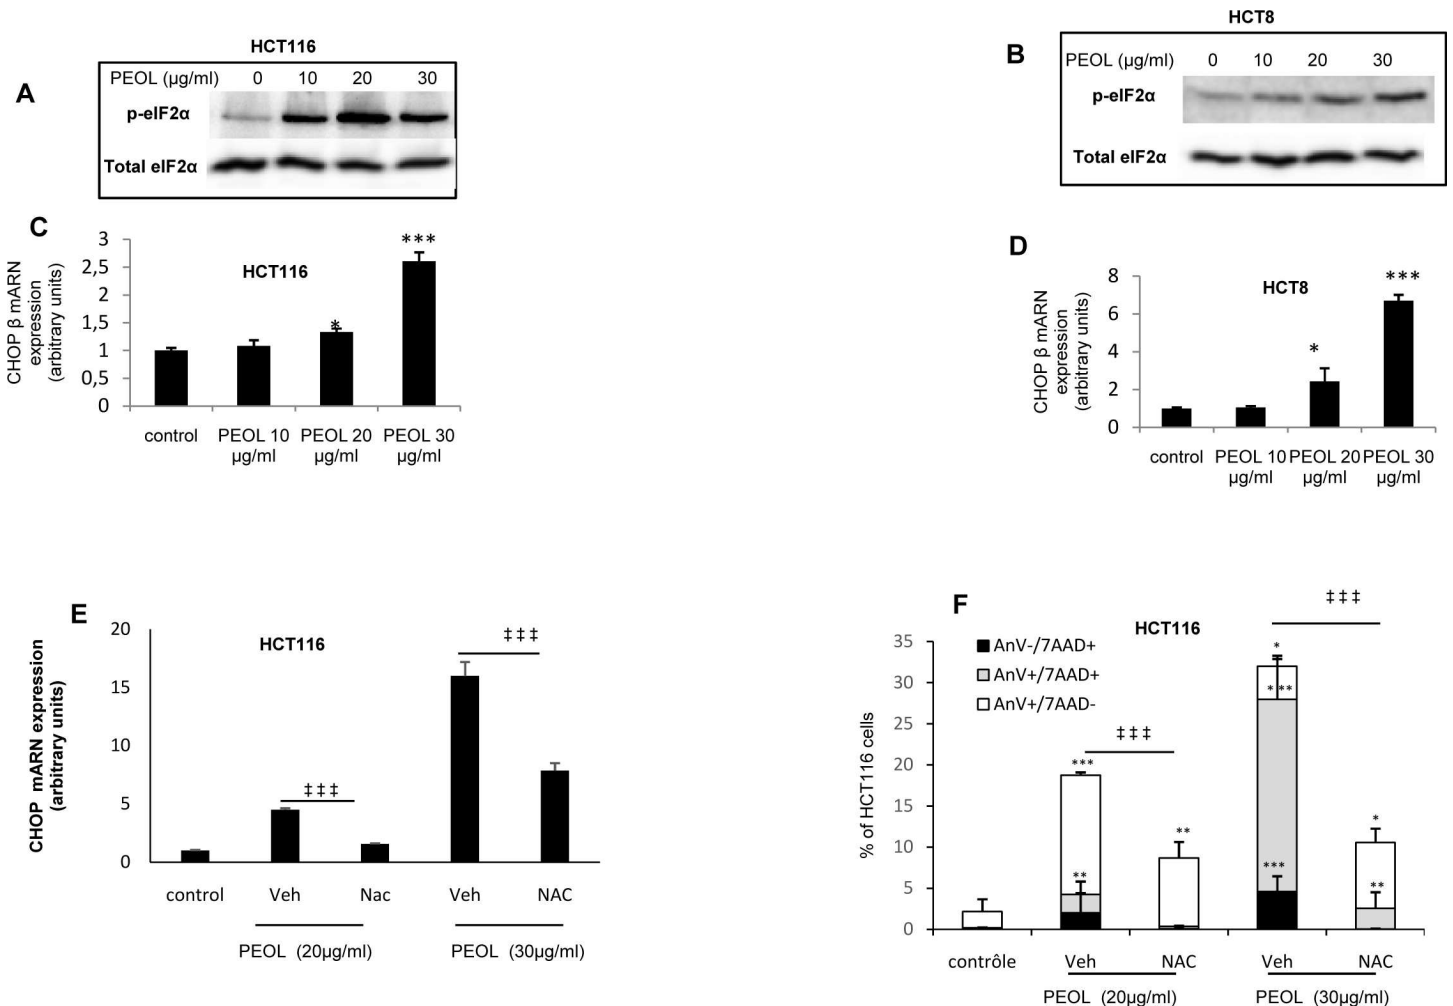 HCT116
A
PEOL (µg/ml) 0 10 20 30
p-eIF2α
Total eIF2α
HCT8
B
PEOL (µg/ml) 0 10 20 30
p-eIF2α
Total eIF2α
C
HCT116
CHOP β mARN
expression
(arbitrary units)
3
2,5
2
1,5
1
0,5
0
*
***
control PEOL 10 PEOL 20 PEOL 30
µg/ml µg/ml µg/ml
D
HCT8
CHOP β mARN
expression
(arbitrary units)
8
6
4
2
0
*
***
control PEOL 10 PEOL 20 PEOL 30
µg/ml µg/ml µg/ml
E
HCT116
CHOP mARN expression
(arbitrary units)
20
15
10
5
0
‡‡‡
‡‡‡
control Veh Nac Veh NAC
PEOL (20µg/ml) PEOL (30µg/ml)
F
HCT116
AnV-/7AAD+
AnV+/7AAD+
AnV+/7AAD-
% of HCT116 cells
35
30
25
20
15
10
5
0
‡‡‡
‡‡‡
***
**
**
*
***
***
*
**
contrôle Veh NAC Veh NAC
PEOL (20µg/ml) PEOL (30µg/ml)